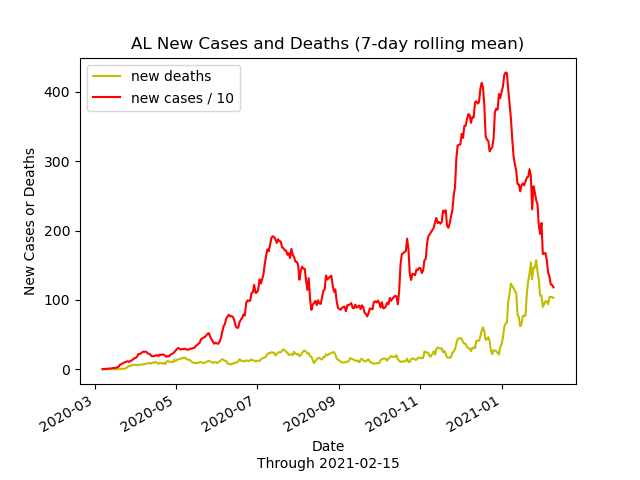 AL New Cases and Deaths (7-day rolling mean)
new deaths
new cases / 10
New Cases or Deaths
400
300
200
100
0
2020-03
2020-05
2020-07
2020-09
2020-11
2021-01
Date
Through 2021-02-15